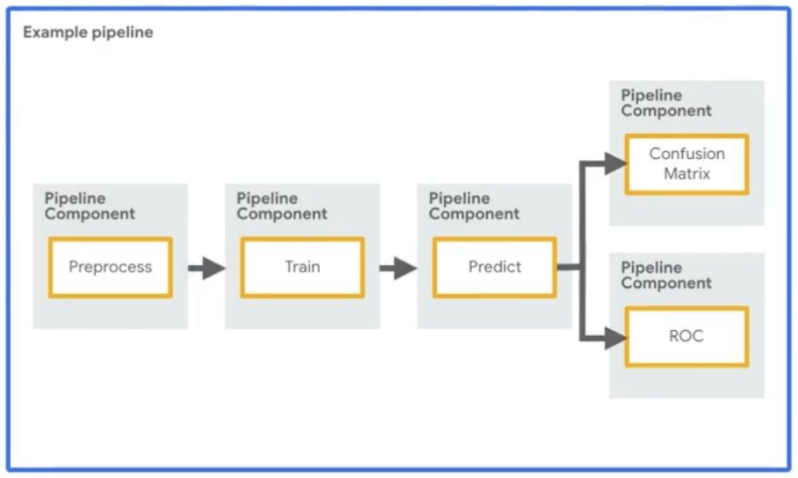 Example pipeline
Pipeline
Component
Preprocess
Pipeline
Component
Train
Pipeline
Component
Predict
Pipeline
Component
Confusion
Matrix
Pipeline
Component
ROC